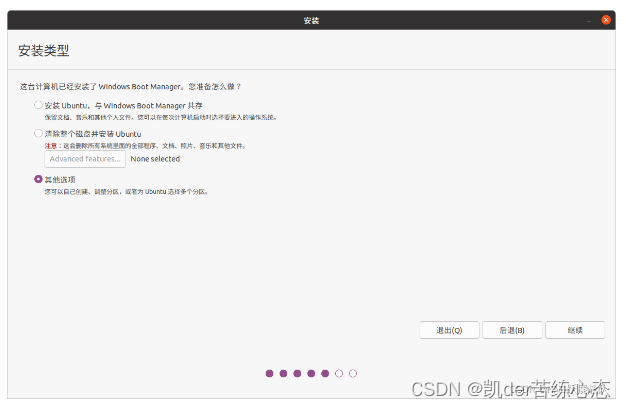 安装
安装类型
这台计算机已经安装了 Windows Boot Manager。您准备怎么做？
安装 Ubuntu，与 Windows Boot Manager 共存
保留文档、音乐和其他个人文件。您可以在每次计算机启动时选择要进入的操作系统。
清除整个磁盘并安装 Ubuntu
注意：这会删除所有系统里面的全部程序、文档、照片、音乐和其他文件。
Advanced features... None selected
其他选项
您可以自己创建、调整分区，或者为 Ubuntu 选择多个分区。
退出(Q) 后退(B) 继续
CSDN @凯den苦练心态